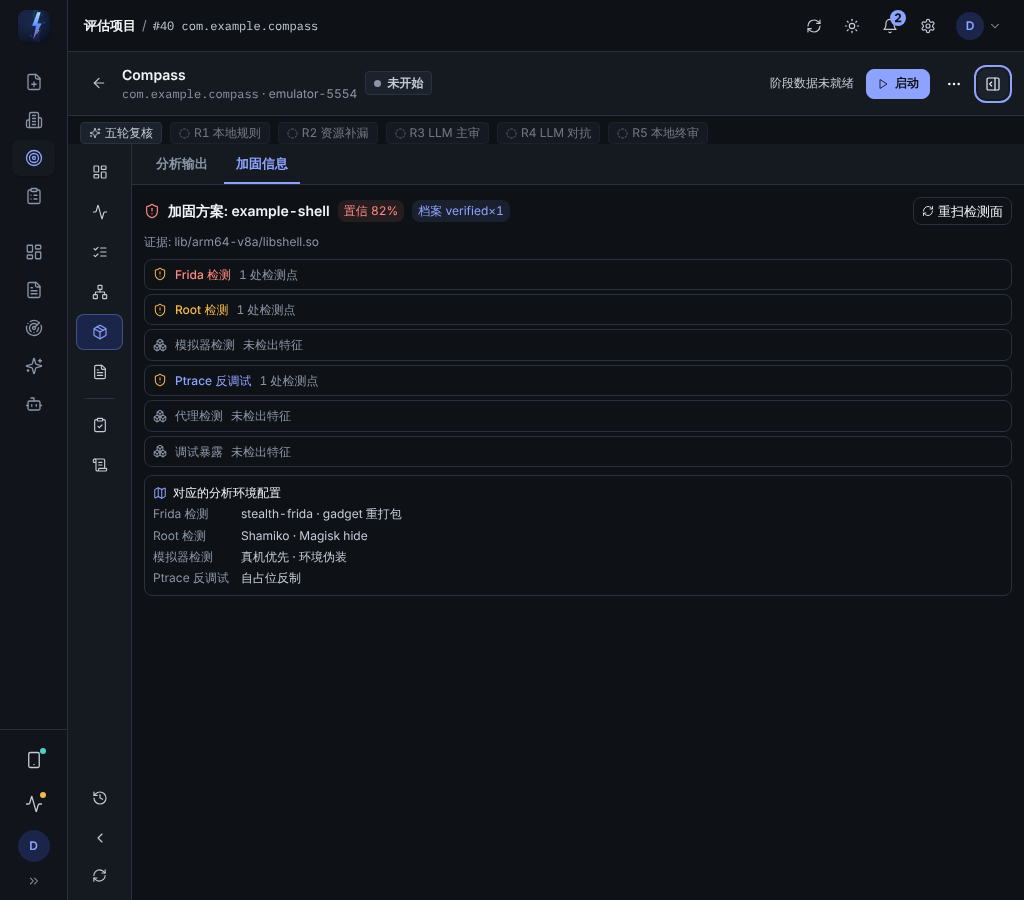 评估项目 / #40 com.example.compass
2
D
Compass
com.example.compass · emulator-5554
未开始
阶段数据未就绪
启动
五轮复核
R1 本地规则
R2 资源补漏
R3 LLM 主审
R4 LLM 对抗
R5 本地终审
分析输出
加固信息
加固方案: example-shell
置信 82%
档案 verified×1
重扫检测面
证据: lib/arm64-v8a/libshell.so
Frida 检测 1 处检测点
Root 检测 1 处检测点
模拟器检测 未检出特征
Ptrace 反调试 1 处检测点
代理检测 未检出特征
调试暴露 未检出特征
对应的分析环境配置
Frida 检测 stealth-frida · gadget 重打包
Root 检测 Shamiko · Magisk hide
模拟器检测 真机优先 · 环境伪装
Ptrace 反调试 自占位反制
D